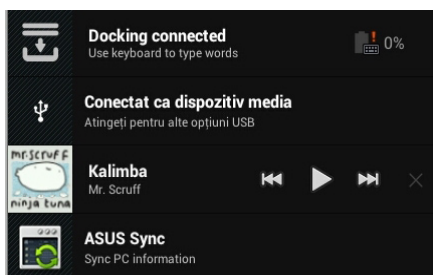 Docking connected
Use keyboard to type words
0%
Conectat ca dispozitiv media
Atingeți pentru alte opțiuni USB
mr.scruff
ninja tuna
Kalimba
Mr. Scruff
ASUS Sync
Sync PC information